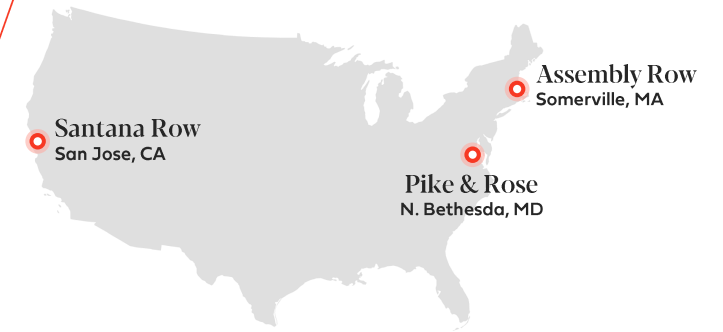 Assembly Row
Somerville, MA
Santana Row
San Jose, CA
Pike & Rose
N. Bethesda, MD